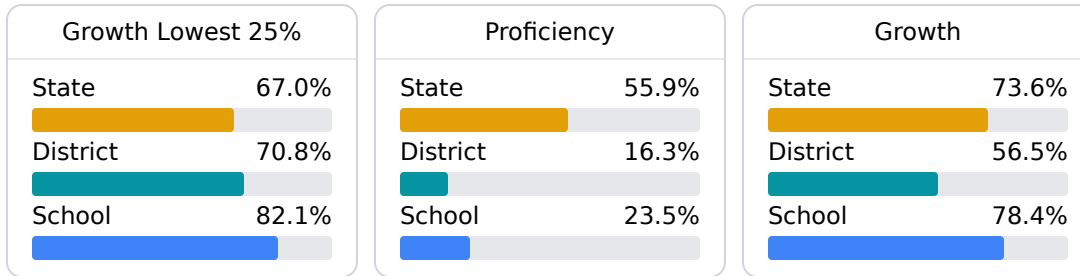 Growth Lowest 25%
State 67.0%
District 70.8%
School 82.1%
Proficiency
State 55.9%
District 16.3%
School 23.5%
Growth
State 73.6%
District 56.5%
School 78.4%